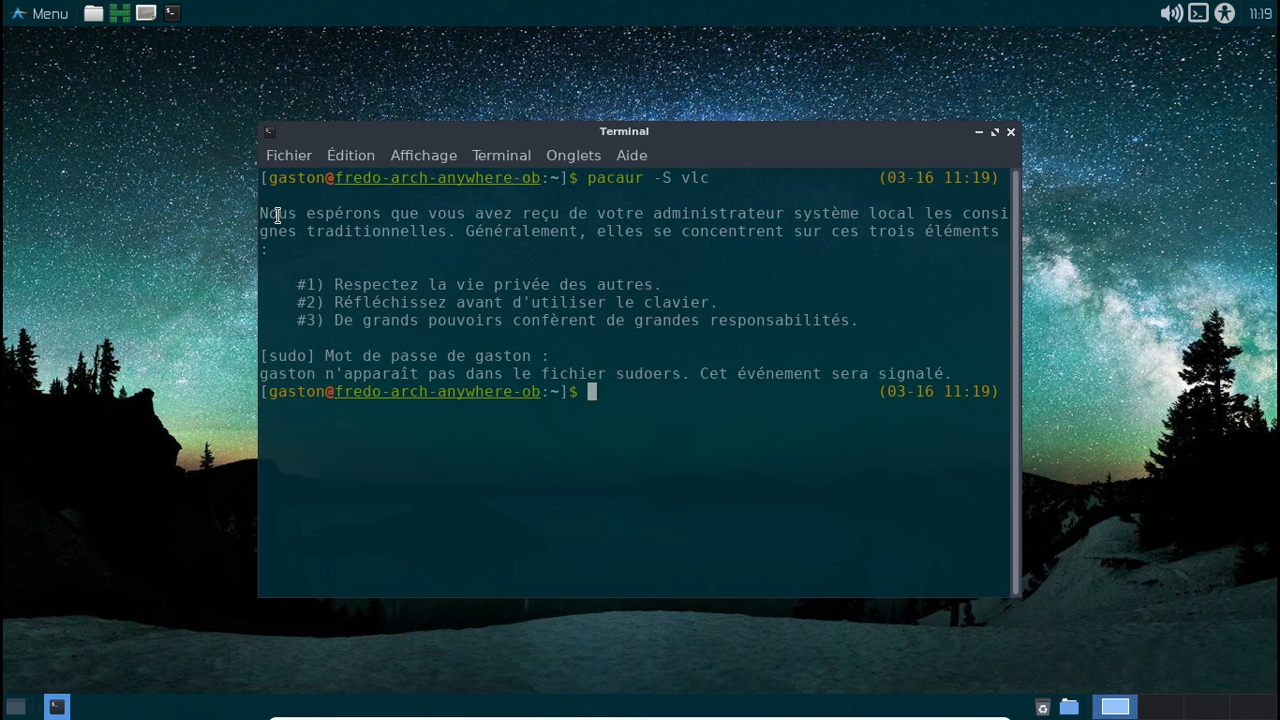 Menu
11:19
Terminal
Fichier Édition Affichage Terminal Onglets Aide
[gaston@fredo-arch-anywhere-ob:~]$ pacaur -S vlc (03-16 11:19)
Nous espérons que vous avez reçu de votre administrateur système local les consi
gnes traditionnelles. Généralement, elles se concentrent sur ces trois éléments
:
#1) Respectez la vie privée des autres.
#2) Réfléchissez avant d'utiliser le clavier.
#3) De grands pouvoirs confèrent de grandes responsabilités.
[sudo] Mot de passe de gaston :
gaston n'apparaît pas dans le fichier sudoers. Cet événement sera signalé.
[gaston@fredo-arch-anywhere-ob:~]$ (03-16 11:19)